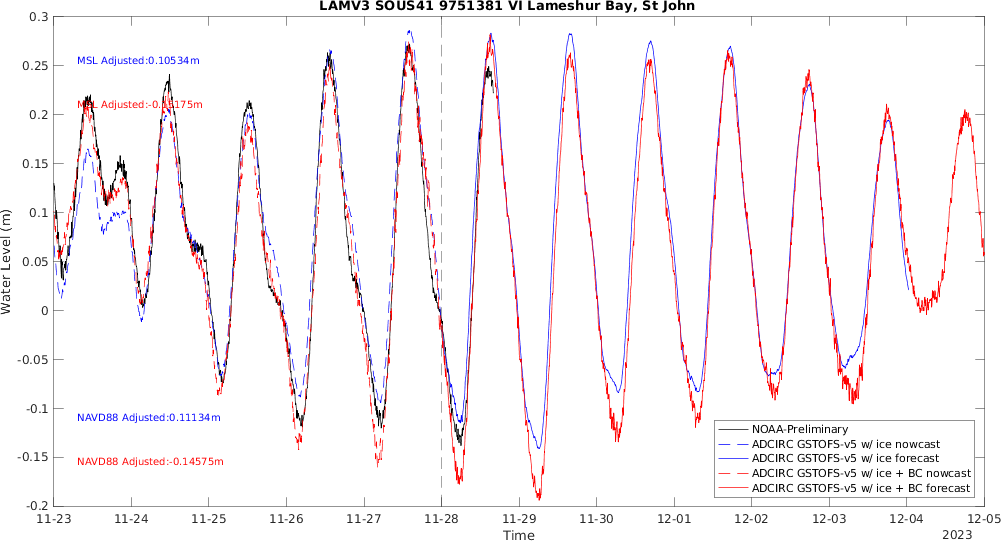 LAMV3 SOUS41 9751381 VI Lameshur Bay, St John
0.3
0.25
0.2
0.15
0.1
0.05
0
-0.05
-0.1
-0.15
-0.2
Water Level (m)
MSL Adjusted:0.10534m
MSL Adjusted:-0.15175m
NAVD88 Adjusted:0.11134m
NAVD88 Adjusted:-0.14575m
NOAA-Preliminary
ADCIRC GSTOFS-v5 w/ ice nowcast
ADCIRC GSTOFS-v5 w/ ice forecast
ADCIRC GSTOFS-v5 w/ ice + BC nowcast
ADCIRC GSTOFS-v5 w/ ice + BC forecast
11-23 11-24 11-25 11-26 11-27 11-28 11-29 11-30 12-01 12-02 12-03 12-04 12-05
Time
2023